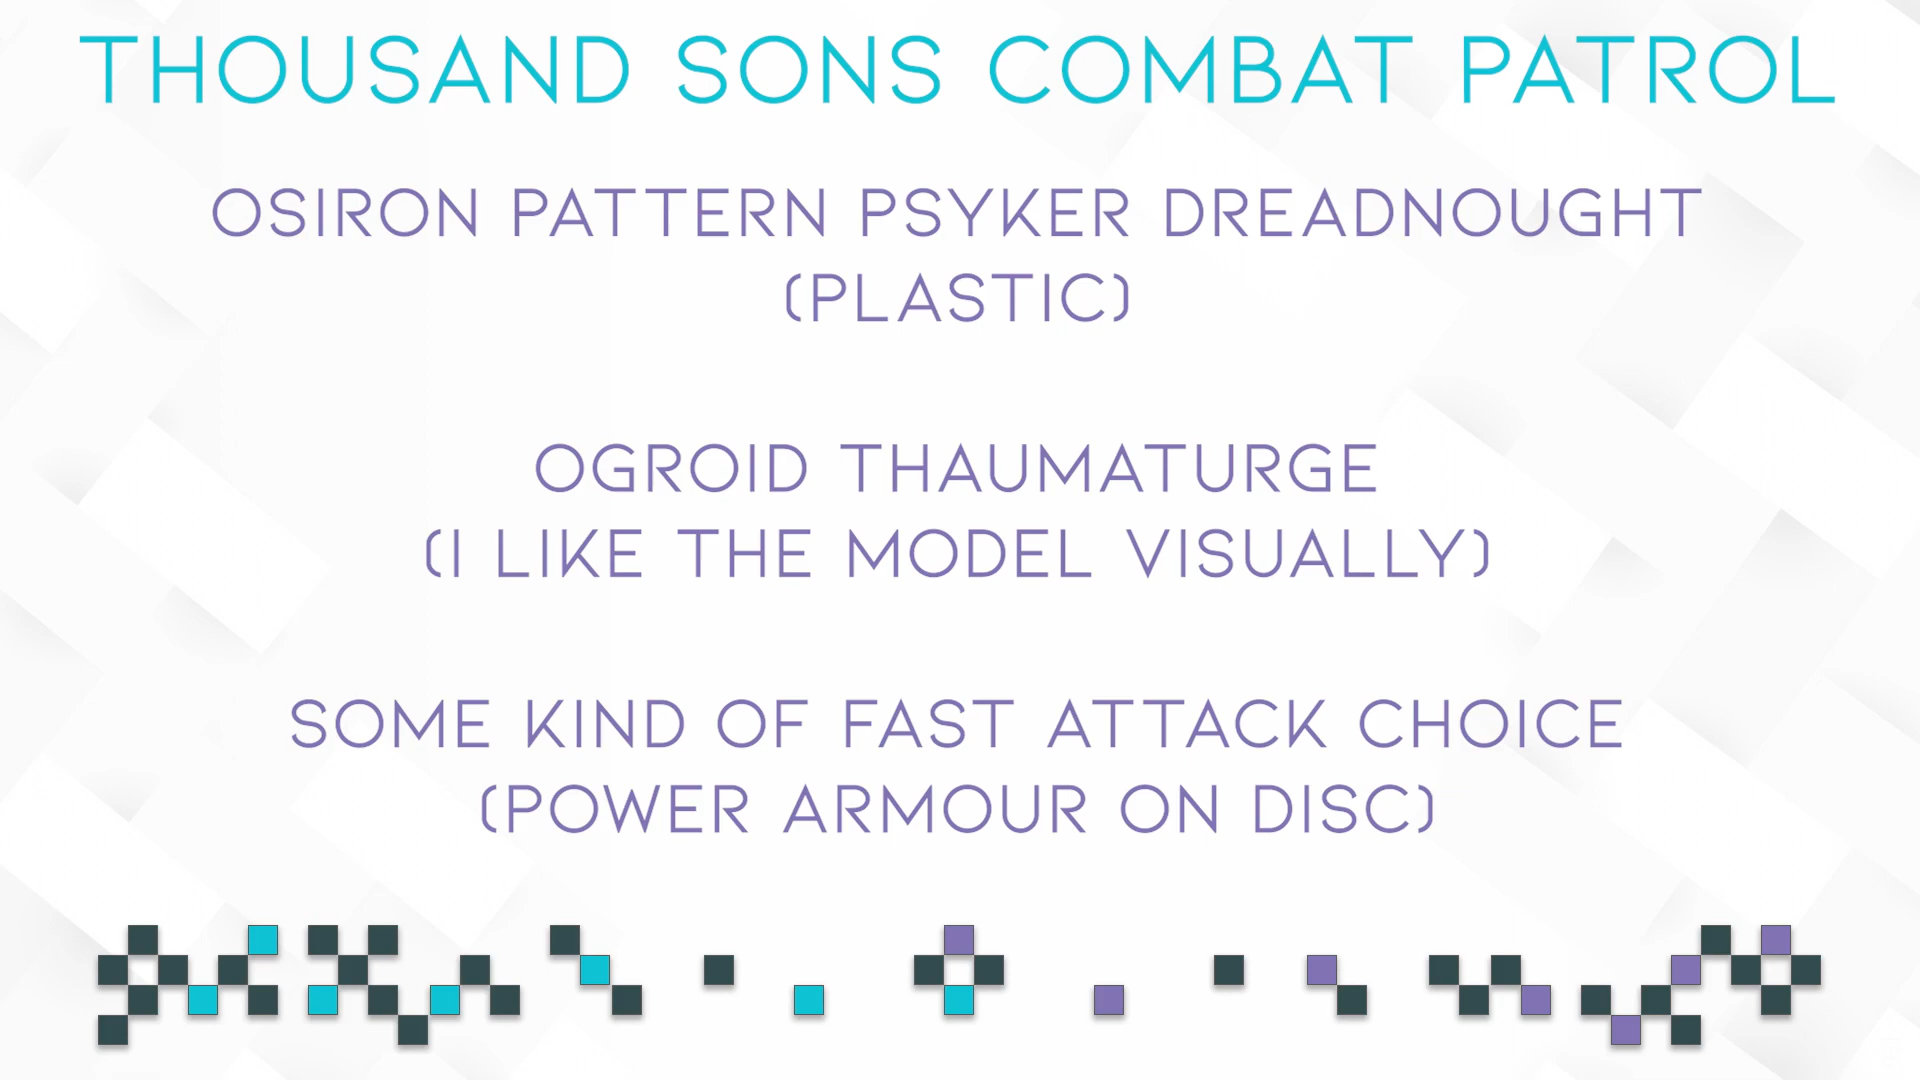 THOUSAND SONS COMBAT PATROL
OSIRON PATTERN PSYKER DREADNOUGHT
(PLASTIC)
OGROID THAUMATURGE
(I LIKE THE MODEL VISUALLY)
SOME KIND OF FAST ATTACK CHOICE
(POWER ARMOUR ON DISC)